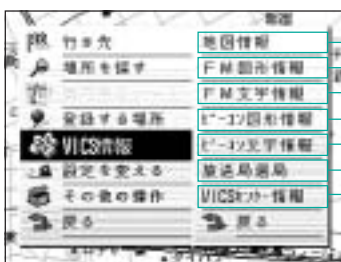 行き先
場所を探す
登録する場所
VICS情報
設定を変える
その他の操作
戻る
地図情報
FM図形情報
FM文字情報
ビーコン図形情報
ビーコン文字情報
放送局選局
VICSセンター情報
戻る